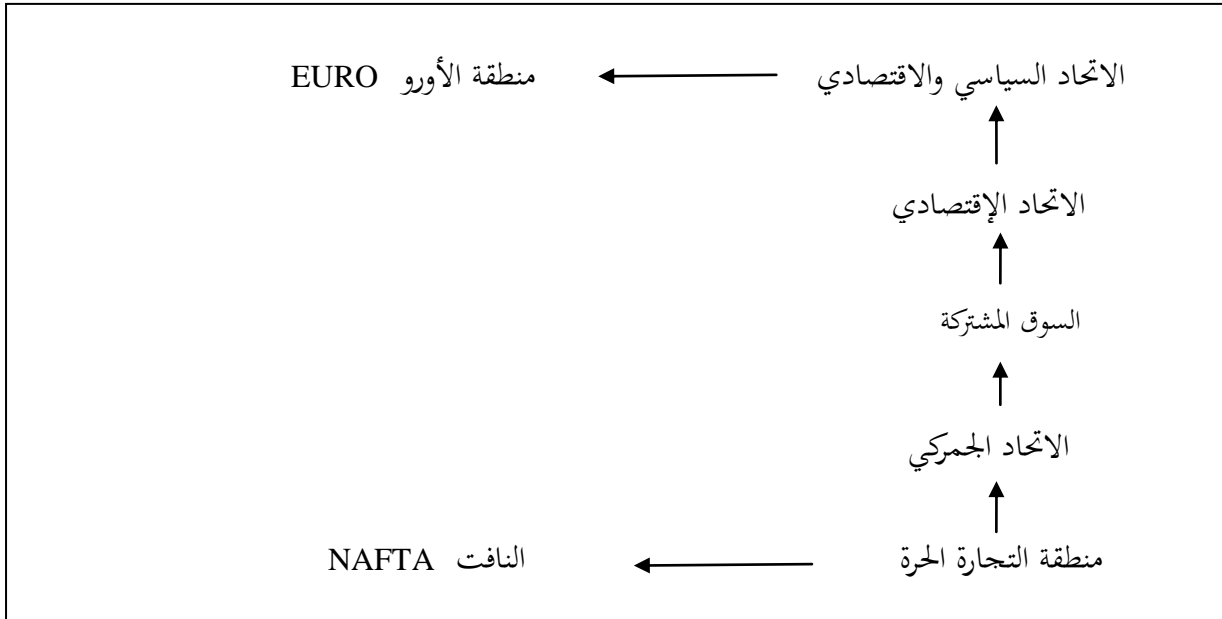 الاتحاد السياسي والاقتصادي منطقة الأورو EURO
الاتحاد الإقتصادي
السوق المشتركة
الاتحاد الجمركي
منطقة التجارة الحرة النافت NAFTA